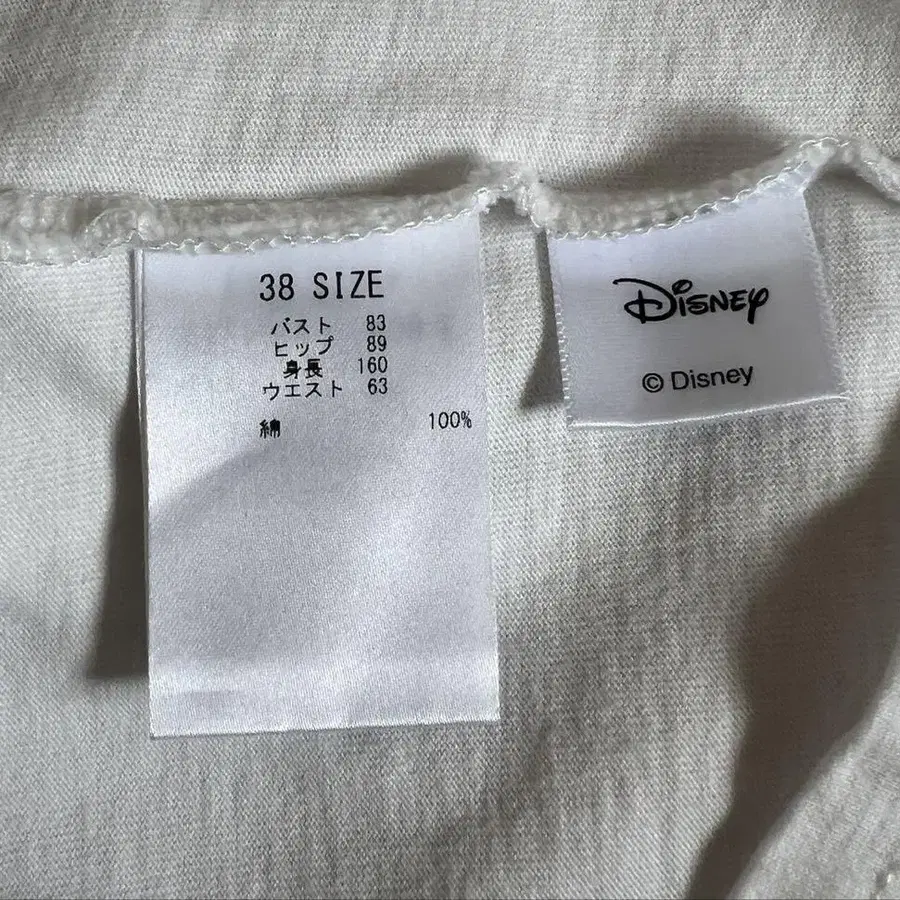 38 SIZE
バスト 83
ヒップ 89
身長 160
ウエスト 63
綿 100%
Disney
© Disney